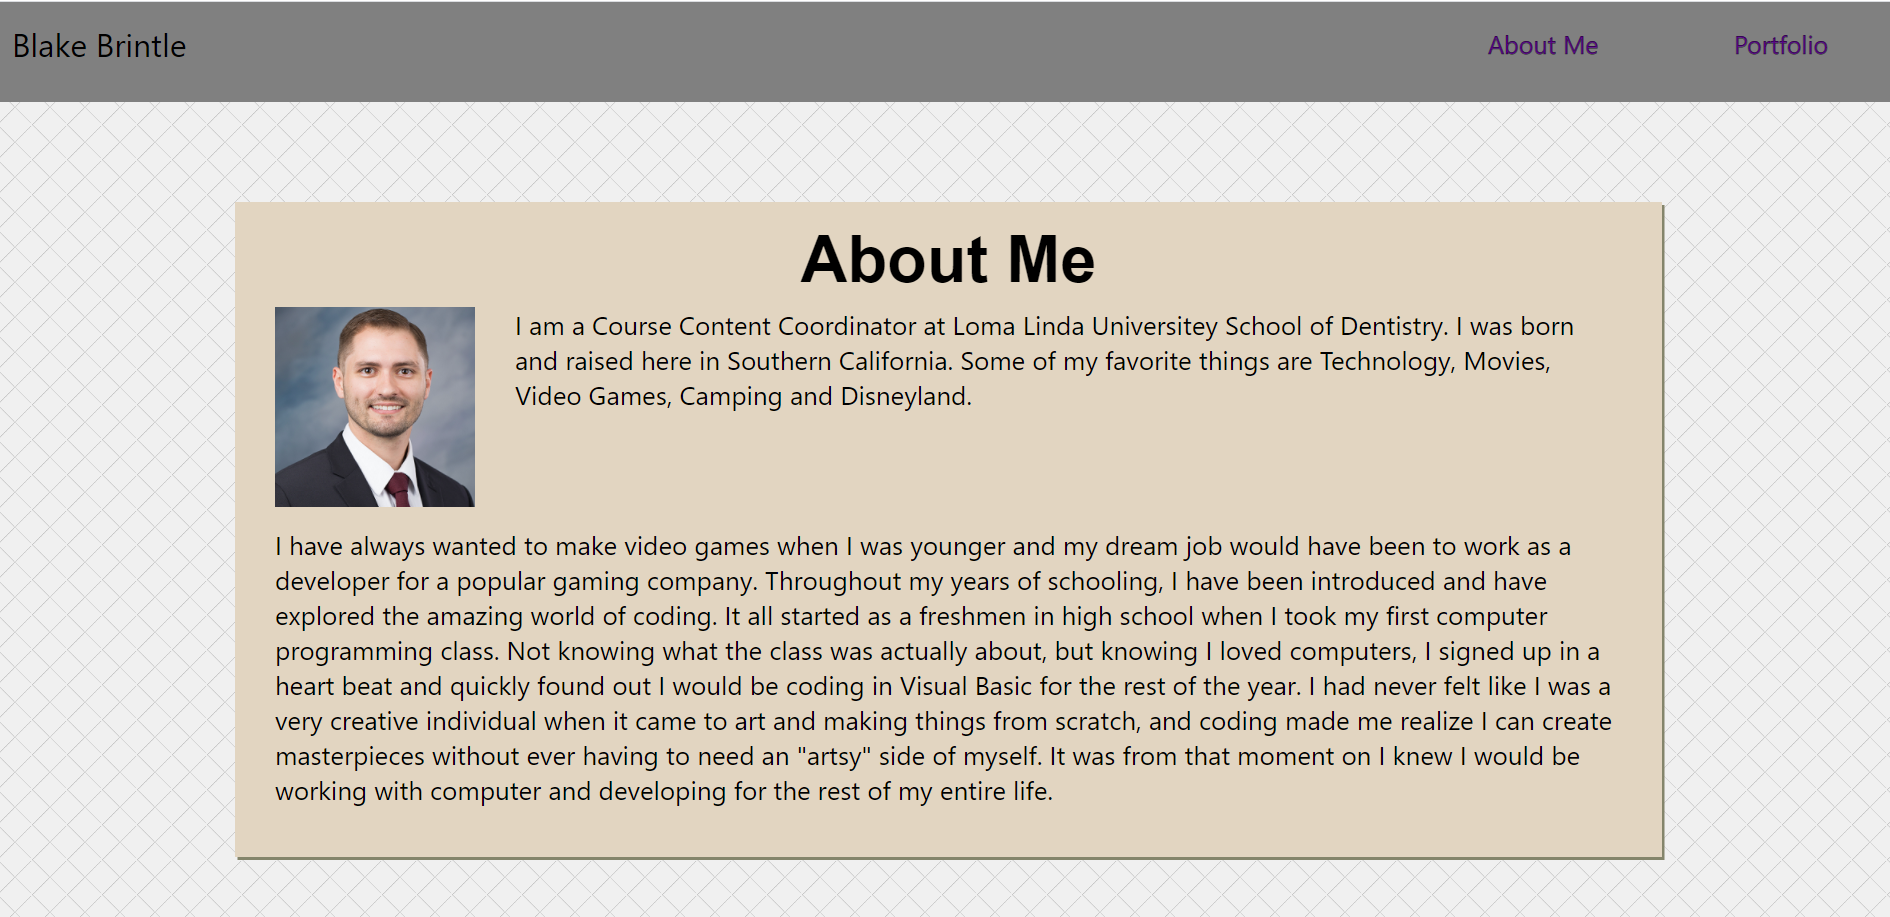 Blake Brintle
About Me
Portfolio
About Me
I am a Course Content Coordinator at Loma Linda Universitey School of Dentistry. I was born
and raised here in Southern California. Some of my favorite things are Technology, Movies,
Video Games, Camping and Disneyland.
I have always wanted to make video games when I was younger and my dream job would have been to work as a
developer for a popular gaming company. Throughout my years of schooling, I have been introduced and have
explored the amazing world of coding. It all started as a freshmen in high school when I took my first computer
programming class. Not knowing what the class was actually about, but knowing I loved computers, I signed up in a
heart beat and quickly found out I would be coding in Visual Basic for the rest of the year. I had never felt like I was a
very creative individual when it came to art and making things from scratch, and coding made me realize I can create
masterpieces without ever having to need an "artsy" side of myself. It was from that moment on I knew I would be
working with computer and developing for the rest of my entire life.